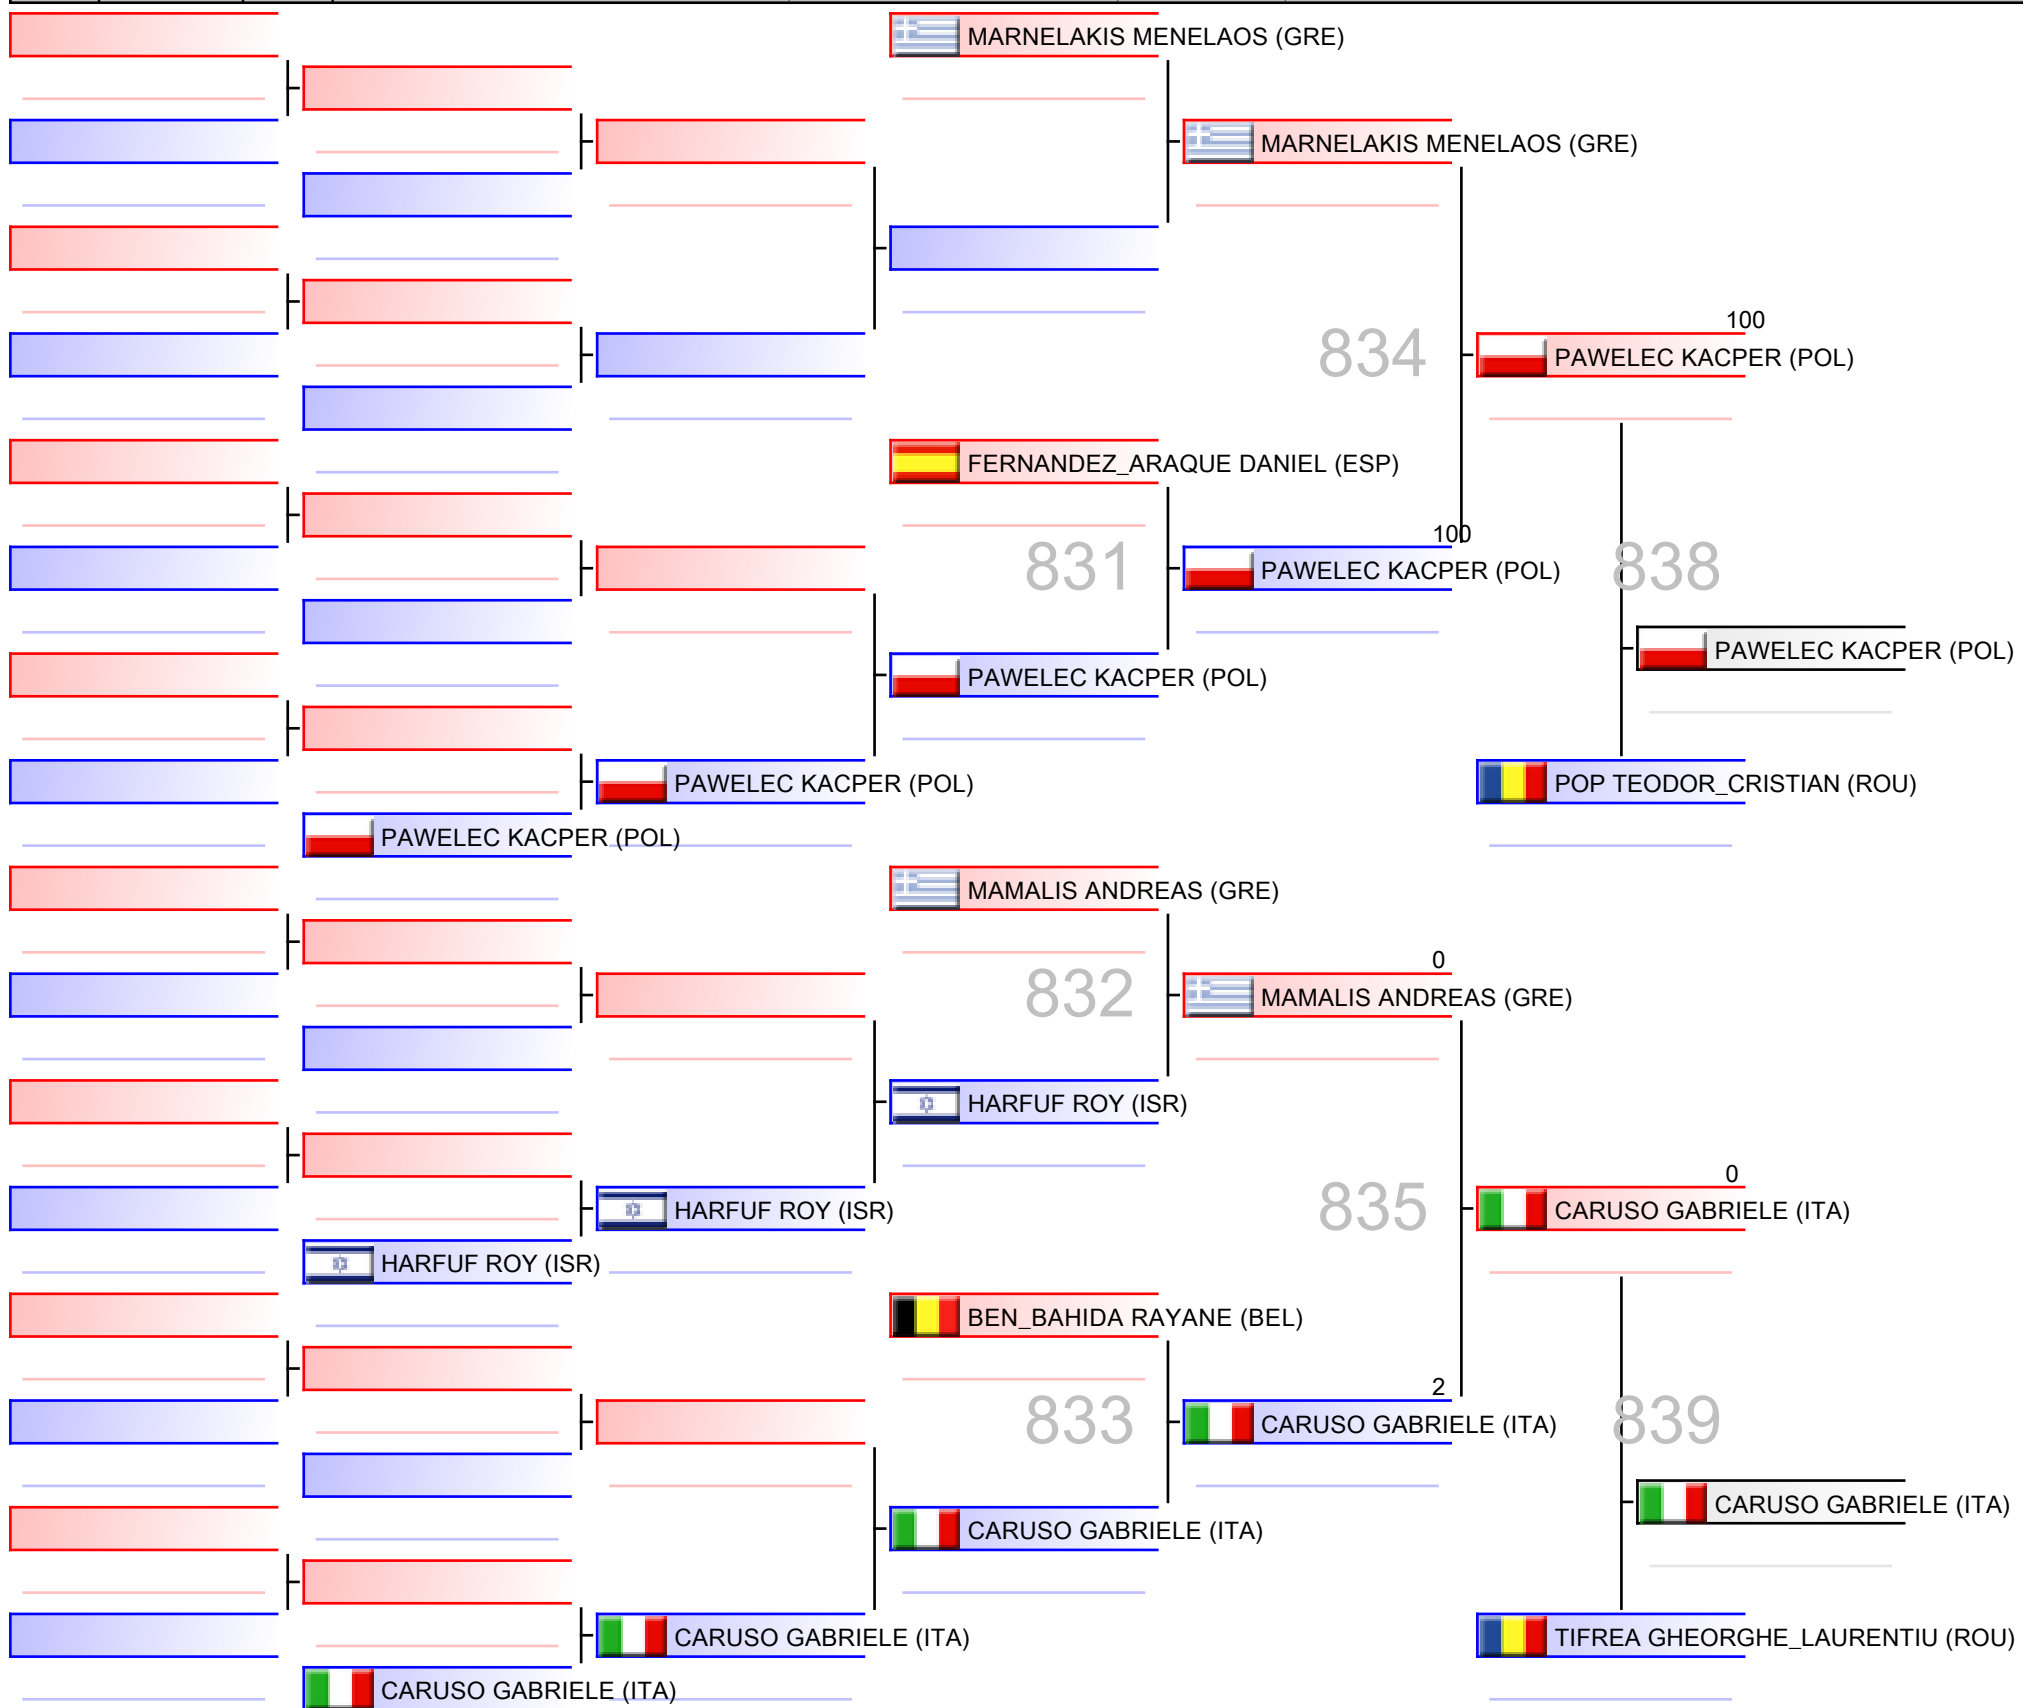 MARNELAKIS MENELAOS (GRE)
MARNELAKIS MENELAOS (GRE)
100
834
PAWELEC KACPER (POL)
FERNANDEZ_ARAQUE DANIEL (ESP)
100
831
PAWELEC KACPER (POL)
838
PAWELEC KACPER (POL)
PAWELEC KACPER (POL)
PAWELEC KACPER (POL)
POP TEODOR_CRISTIAN (ROU)
PAWELEC KACPER (POL)
MAMALIS ANDREAS (GRE)
0
832
MAMALIS ANDREAS (GRE)
HARFUF ROY (ISR)
0
HARFUF ROY (ISR)
835
CARUSO GABRIELE (ITA)
HARFUF ROY (ISR)
BEN_BAHIDA RAYANE (BEL)
2
833
CARUSO GABRIELE (ITA)
839
CARUSO GABRIELE (ITA)
CARUSO GABRIELE (ITA)
CARUSO GABRIELE (ITA)
TIFREA GHEORGHE_LAURENTIU (ROU)
CARUSO GABRIELE (ITA)